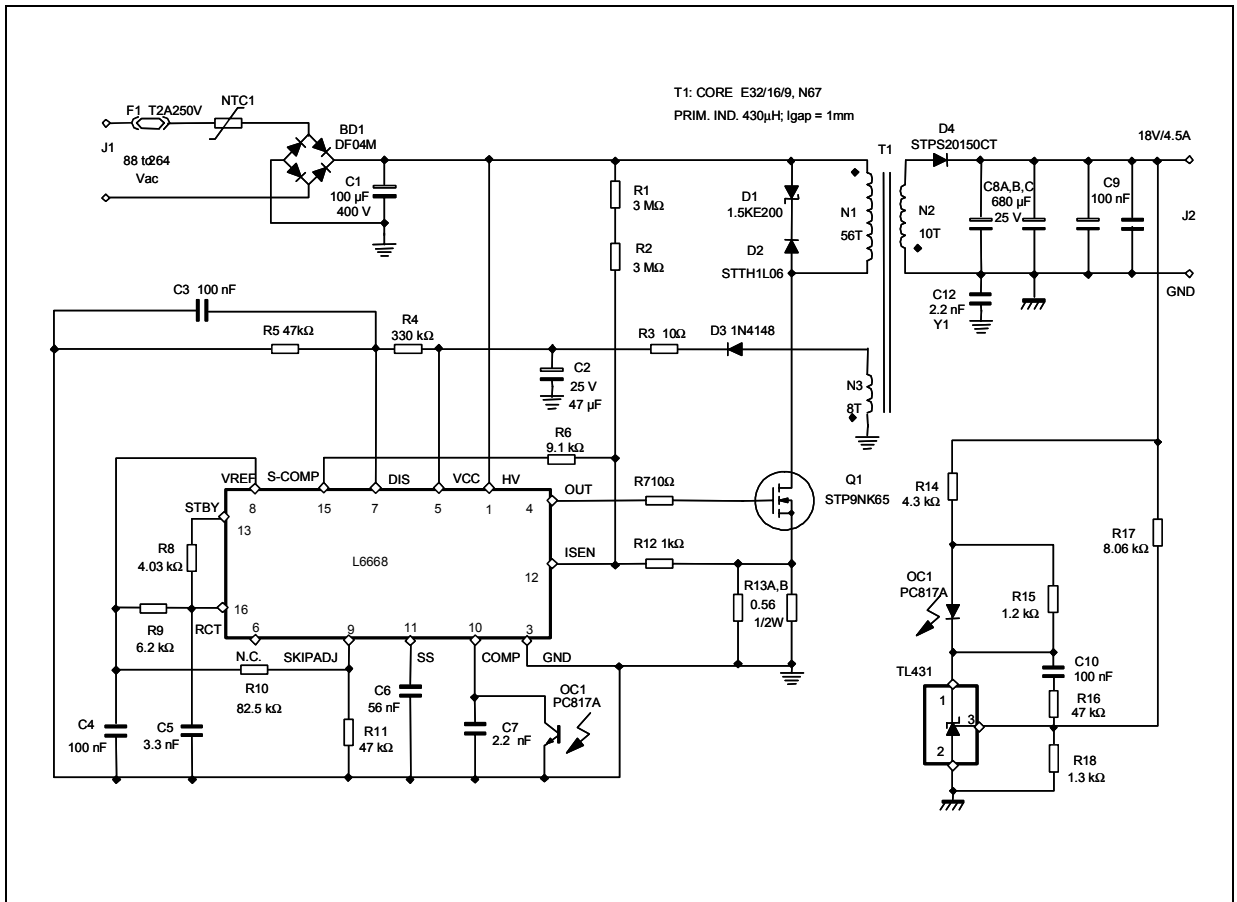 T1: CORE E32/16/9, N67
PRIM. IND. 430µH; lgap = 1mm
F1 T2A250V
NTC1
BD1
DF04M
J1
88 to264
Vac
C1
100 µF
400 V
R1
3 MΩ
R2
3 MΩ
D1
1.5KE200
D2
STTH1L06
N1
56T
T1
N2
10T
D4
STPS20150CT
18V/4.5A
C8A,B,C
680 µF
25 V
C9
100 nF
J2
GND
C12
2.2 nF
Y1
C3 100 nF
R5 47kΩ
R4
330 kΩ
R3 10Ω
D3 1N4148
C2
25 V
47 µF
N3
8T
R6
9.1 kΩ
VREF
S-COMP
DIS
VCC
HV
OUT
8
15
7
5
1
4
STBY
13
R710Ω
Q1
STP9NK65
R14
4.3 kΩ
R17
8.06 kΩ
R8
4.03 kΩ
L6668
ISEN
12
R12 1kΩ
R13A,B
0.56
1/2W
OC1
PC817A
R15
1.2 kΩ
16
RCT
R9
6.2 kΩ
6
9
11
10
3
N.C.
SKIPADJ
SS
COMP
GND
R10
82.5 kΩ
C4
100 nF
C5
3.3 nF
R11
47 kΩ
C6
56 nF
C7
2.2 nF
OC1
PC817A
TL431
1
3
2
C10
100 nF
R16
47 kΩ
R18
1.3 kΩ